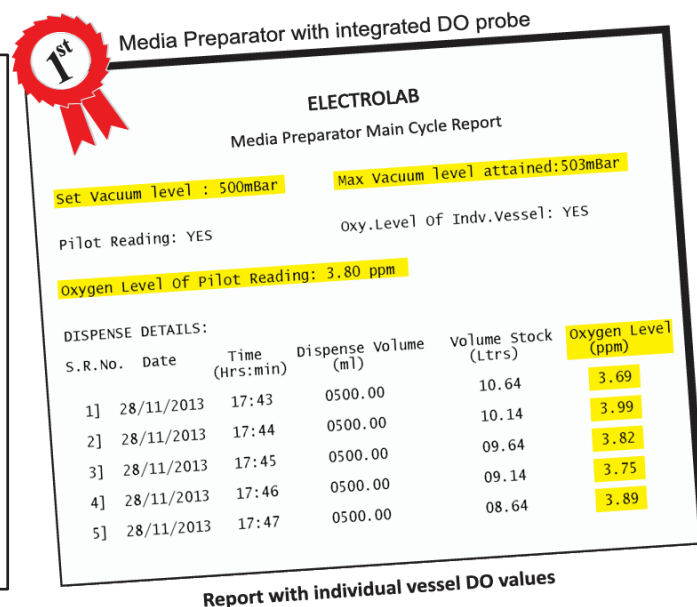 Media Preparator with integrated DO probe
1st
ELECTROLAB
Media Preparator Main Cycle Report
Set Vacuum level : 500mBar Max Vacuum level attained:503mBar
Pilot Reading: YES Oxy.Level Of Indv.Vessel: YES
Oxygen Level Of Pilot Reading: 3.80 ppm
DISPENSE DETAILS:
S.R.No. Date Time (Hrs:min) Dispense Volume (ml) Volume Stock (Ltrs) Oxygen Level (ppm)
1] 28/11/2013 17:43 0500.00 10.64 3.69
2] 28/11/2013 17:44 0500.00 10.14 3.99
3] 28/11/2013 17:45 0500.00 09.64 3.82
4] 28/11/2013 17:46 0500.00 09.14 3.75
5] 28/11/2013 17:47 0500.00 08.64 3.89
Report with individual vessel DO values